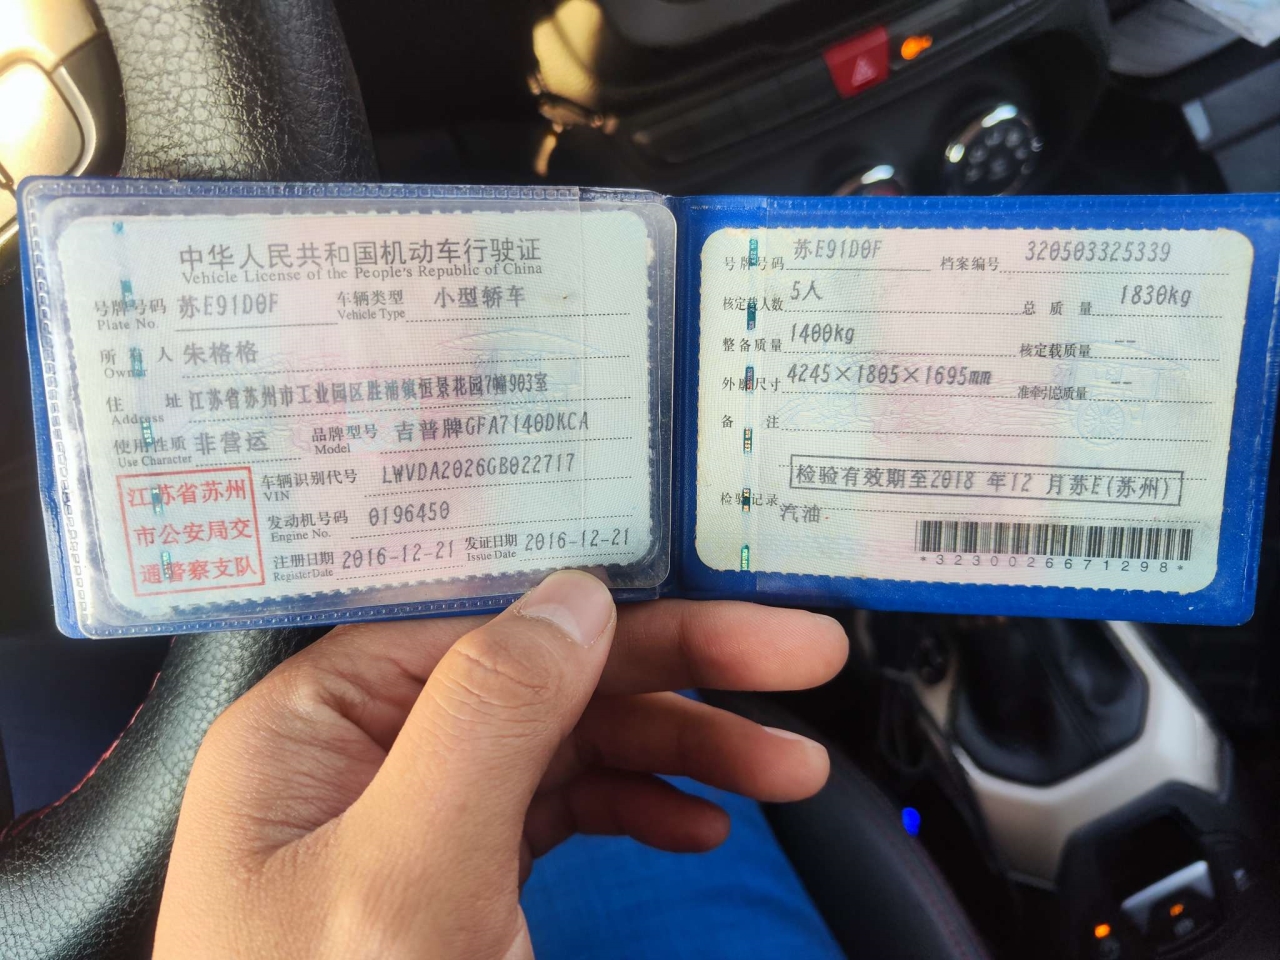 中华人民共和国机动车行驶证
Vehicle License of the People's Republic of China
号牌号码 苏E91D0F 车辆类型 小型轿车
Plate No. Vehicle Type
所有人 朱格格
Owner
住址 江苏省苏州市工业园区胜浦镇恒景花园7幢903室
Address
使用性质 非营运 品牌型号 吉普牌GFA7140DKCA
Use Character Model
江苏省苏州
市公安局交
通警察支队
车辆识别代号 LWVDA2026GB022717
VIN
发动机号码 0196450
Engine No.
注册日期 2016-12-21 发证日期 2016-12-21
Register Date Issue Date
号牌号码 苏E91D0F 档案编号 320503325339
核定载人数 5人 总质量 1830kg
整备质量 1400kg 核定载质量 --
外廓尺寸 4245×1805×1695mm 准牵引总质量 --
备注
检验有效期至2018 年12 月苏E(苏州)
检验记录
汽油
*3230026671298*